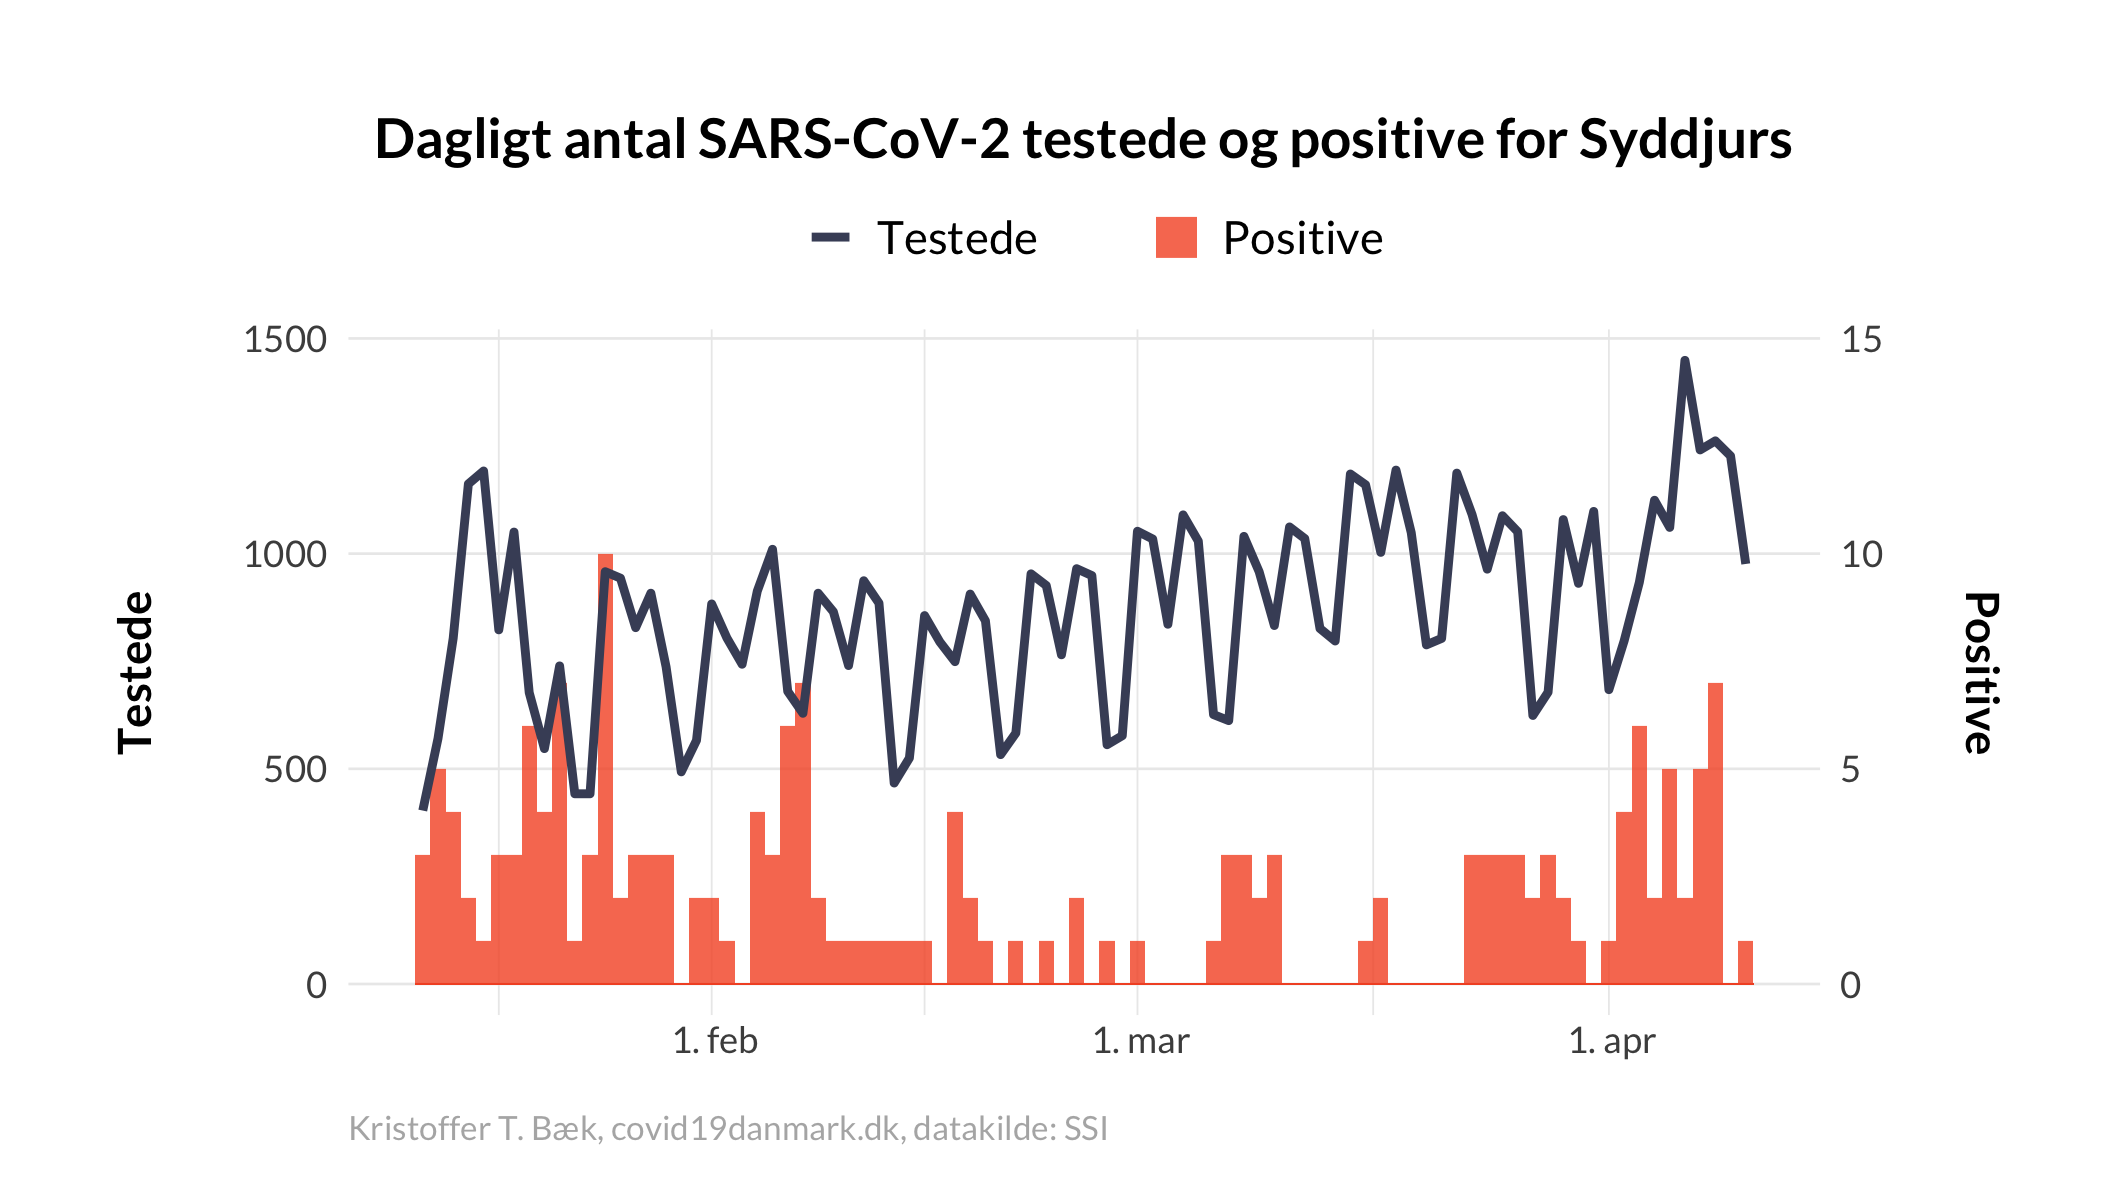 Dagligt antal SARS-CoV-2 testede og positive for Syddjurs
Testede
Positive
1500
1000
500
0
Testede
15
10
5
0
Positive
1. feb
1. mar
1. apr
Kristoffer T. Bæk, covid19danmark.dk, datakilde: SSI